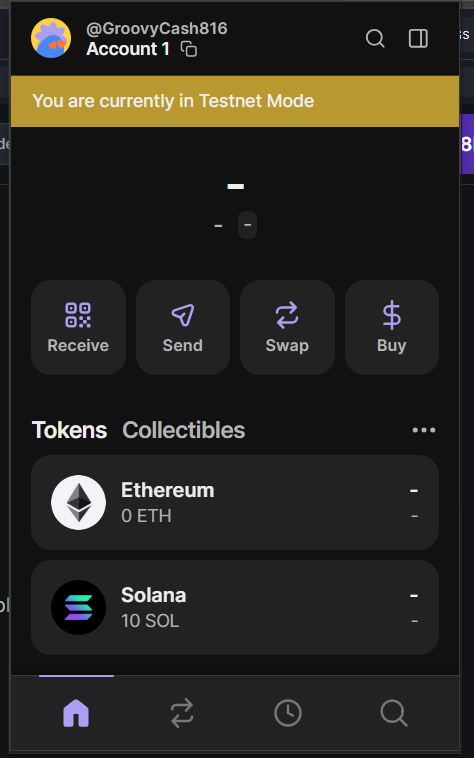 @GroovyCash816
Account 1
You are currently in Testnet Mode
-
- -
Receive
Send
Swap
Buy
Tokens
Collectibles
Ethereum -
0 ETH -
Solana -
10 SOL